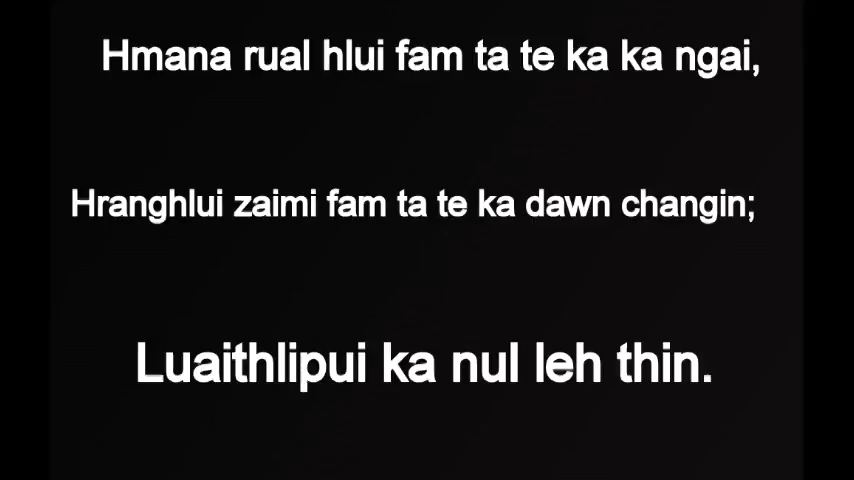 Hmana rual hlui fam ta te ka ka ngai,
Hranghlui zaimi fam ta te ka dawn changin;
Luaithlipui ka nul leh thin.